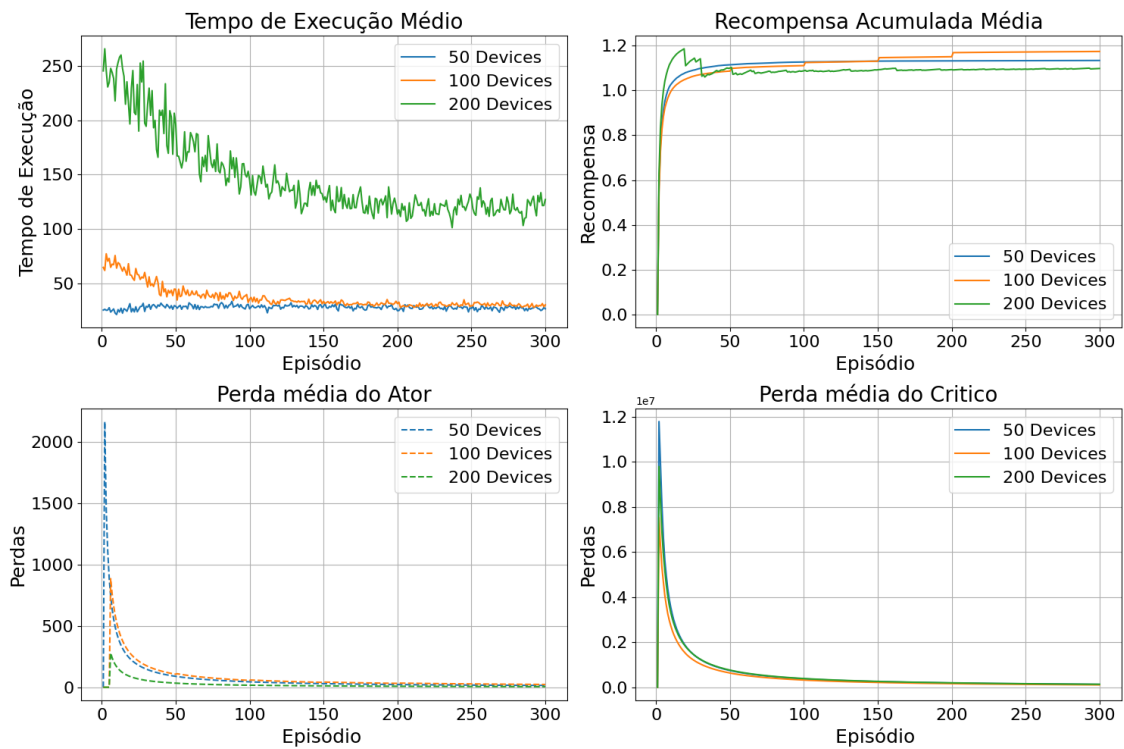 Tempo de Execução Médio
Tempo de Execução
250
200
150
100
50
0
50
100
150
200
250
300
Episódio
50 Devices
100 Devices
200 Devices
Recompensa Acumulada Média
Recompensa
1.2
1.0
0.8
0.6
0.4
0.2
0.0
0
50
100
150
200
250
300
Episódio
50 Devices
100 Devices
200 Devices
Perda média do Ator
Perdas
2000
1500
1000
500
0
0
50
100
150
200
250
300
Episódio
50 Devices
100 Devices
200 Devices
Perda média do Critico
1e7
Perdas
1.2
1.0
0.8
0.6
0.4
0.2
0.0
0
50
100
150
200
250
300
Episódio
50 Devices
100 Devices
200 Devices